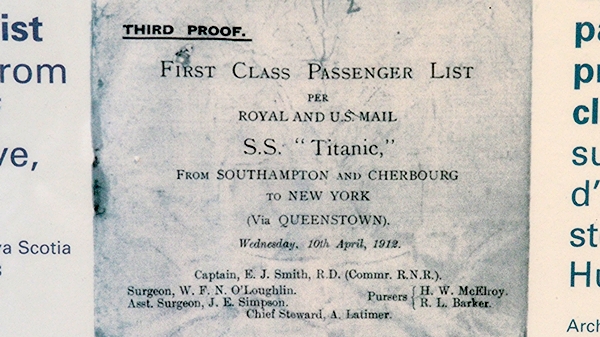 ist
rom
ve,
va Scotia
THIRD PROOF.
FIRST CLASS PASSENGER LIST
PER
ROYAL AND U.S. MAIL
S.S. "Titanic,"
FROM SOUTHAMPTON AND CHERBOURG
TO NEW YORK
(Via QUEENSTOWN).
Wednesday, 10th April, 1912.
Captain, E. J. Smith, R.D. (Commr. R.N.R.).
Surgeon, W. F. N. O'Loughlin.
Asst. Surgeon, J. E. Simpson.
Pursers { H. W. McElroy.
R. L. Barker.
Chief Steward, A. Latimer.
pa
pr
cl
su
d'
st
Hu
Arch